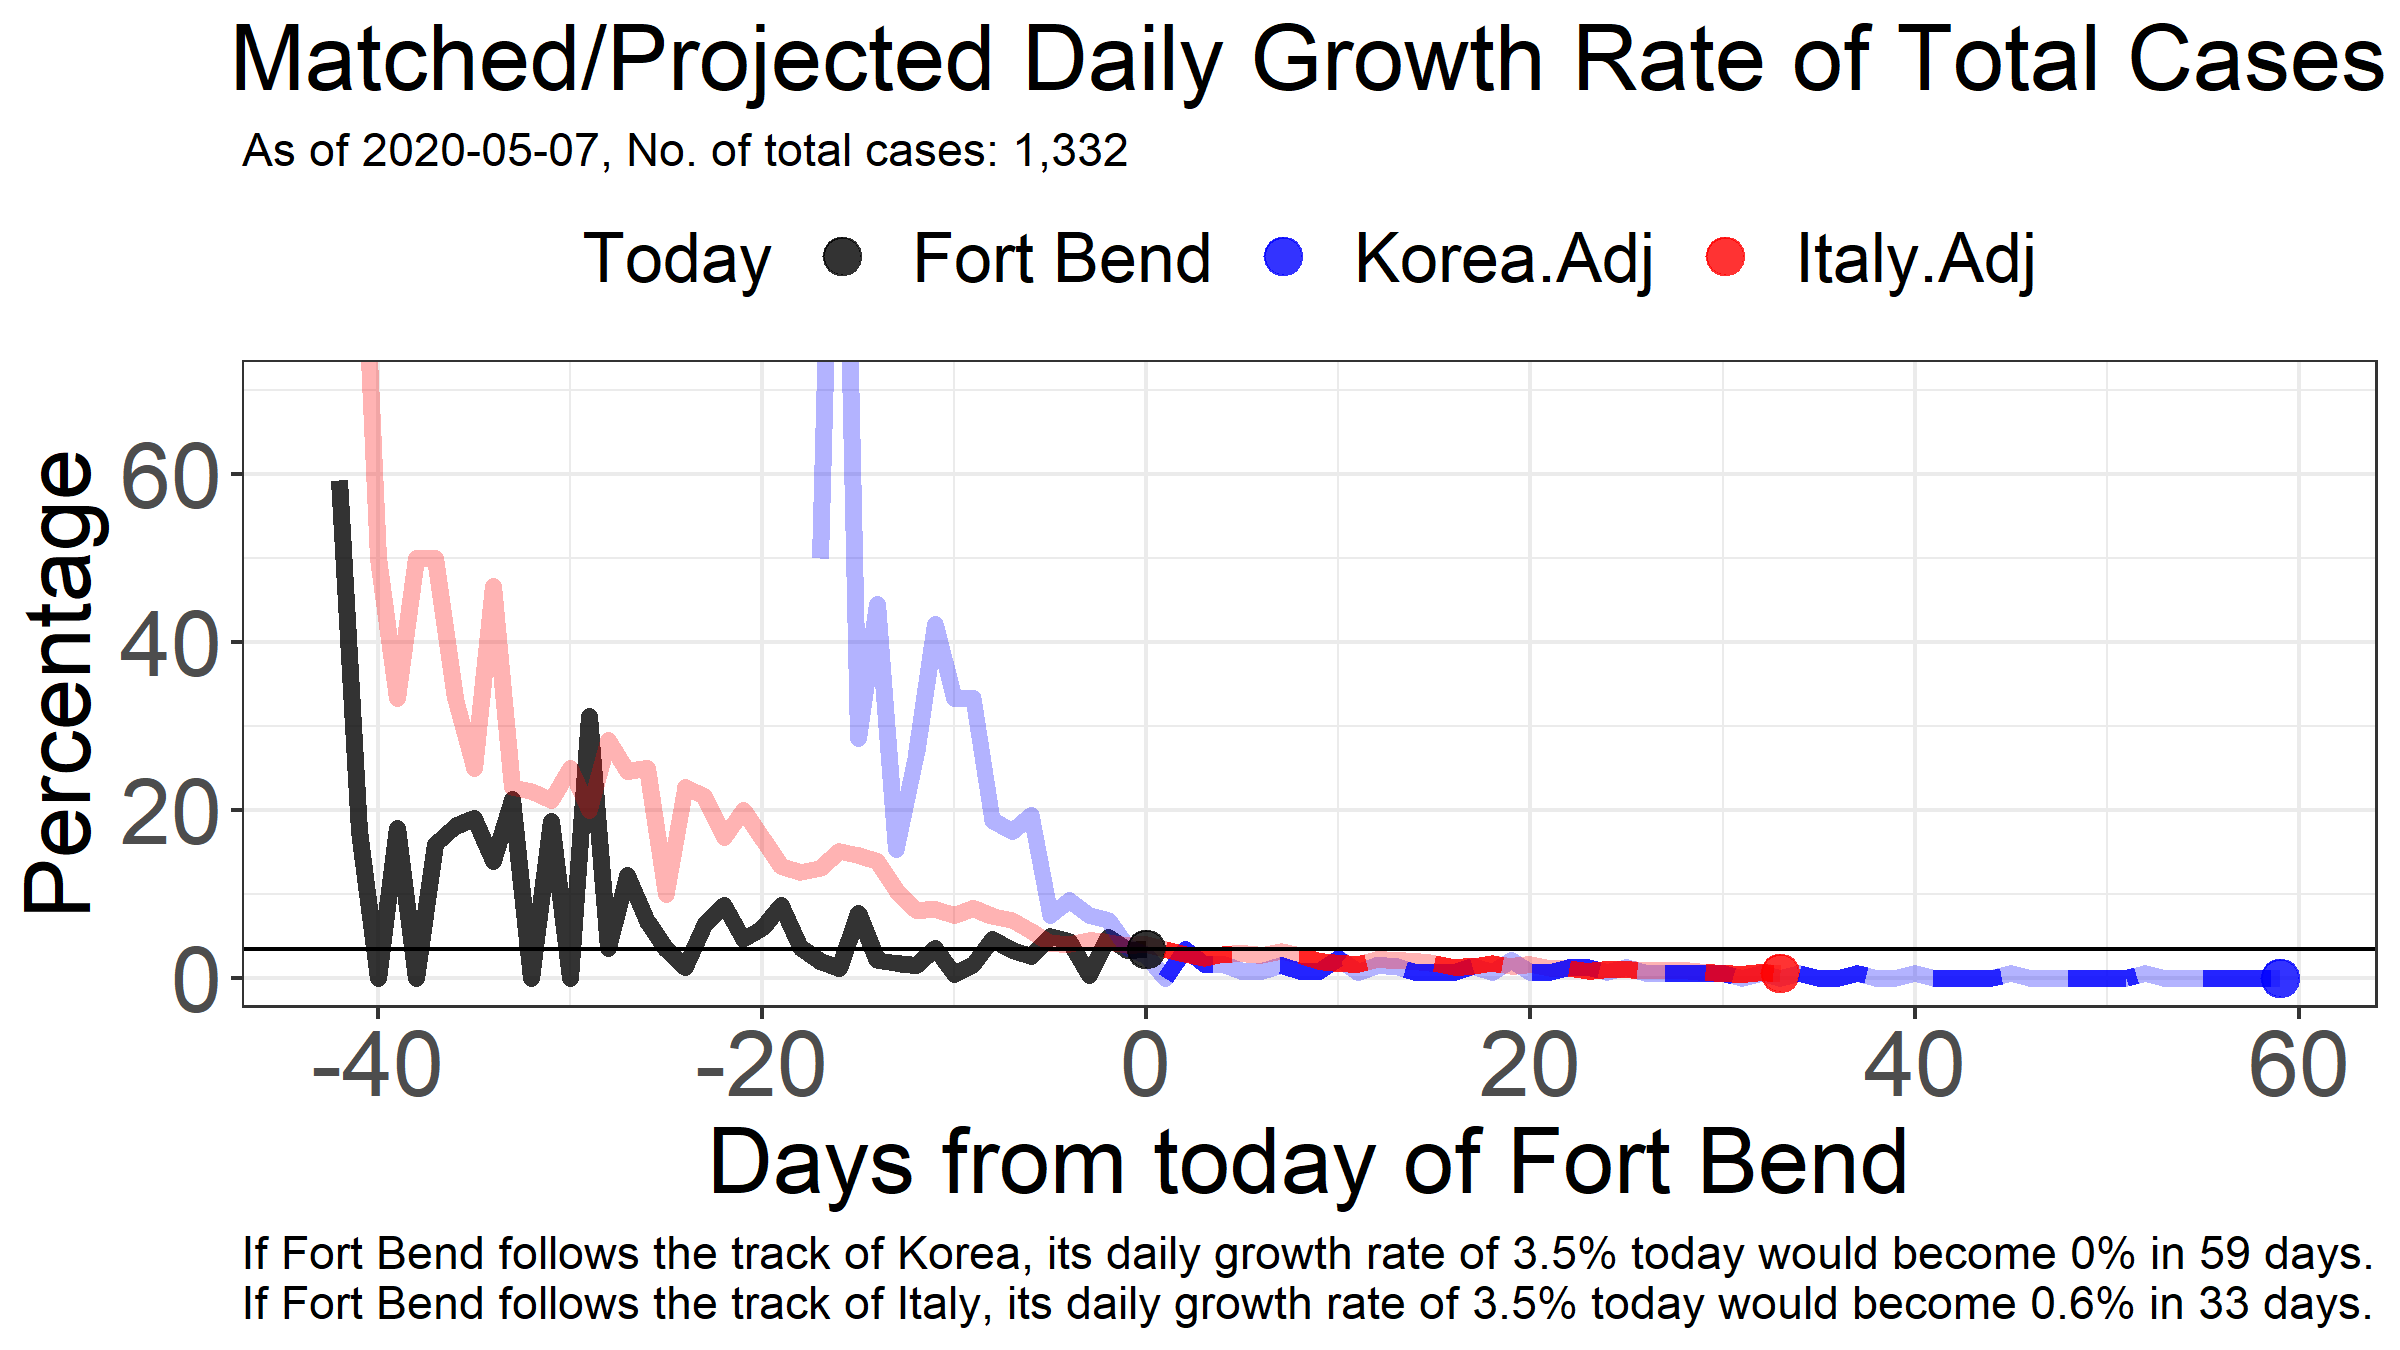 Matched/Projected Daily Growth Rate of Total Cases
As of 2020-05-07, No. of total cases: 1,332
Today Fort Bend Korea.Adj Italy.Adj
Percentage
60
40
20
0
-40 -20 0 20 40 60
Days from today of Fort Bend
If Fort Bend follows the track of Korea, its daily growth rate of 3.5% today would become 0% in 59 days.
If Fort Bend follows the track of Italy, its daily growth rate of 3.5% today would become 0.6% in 33 days.